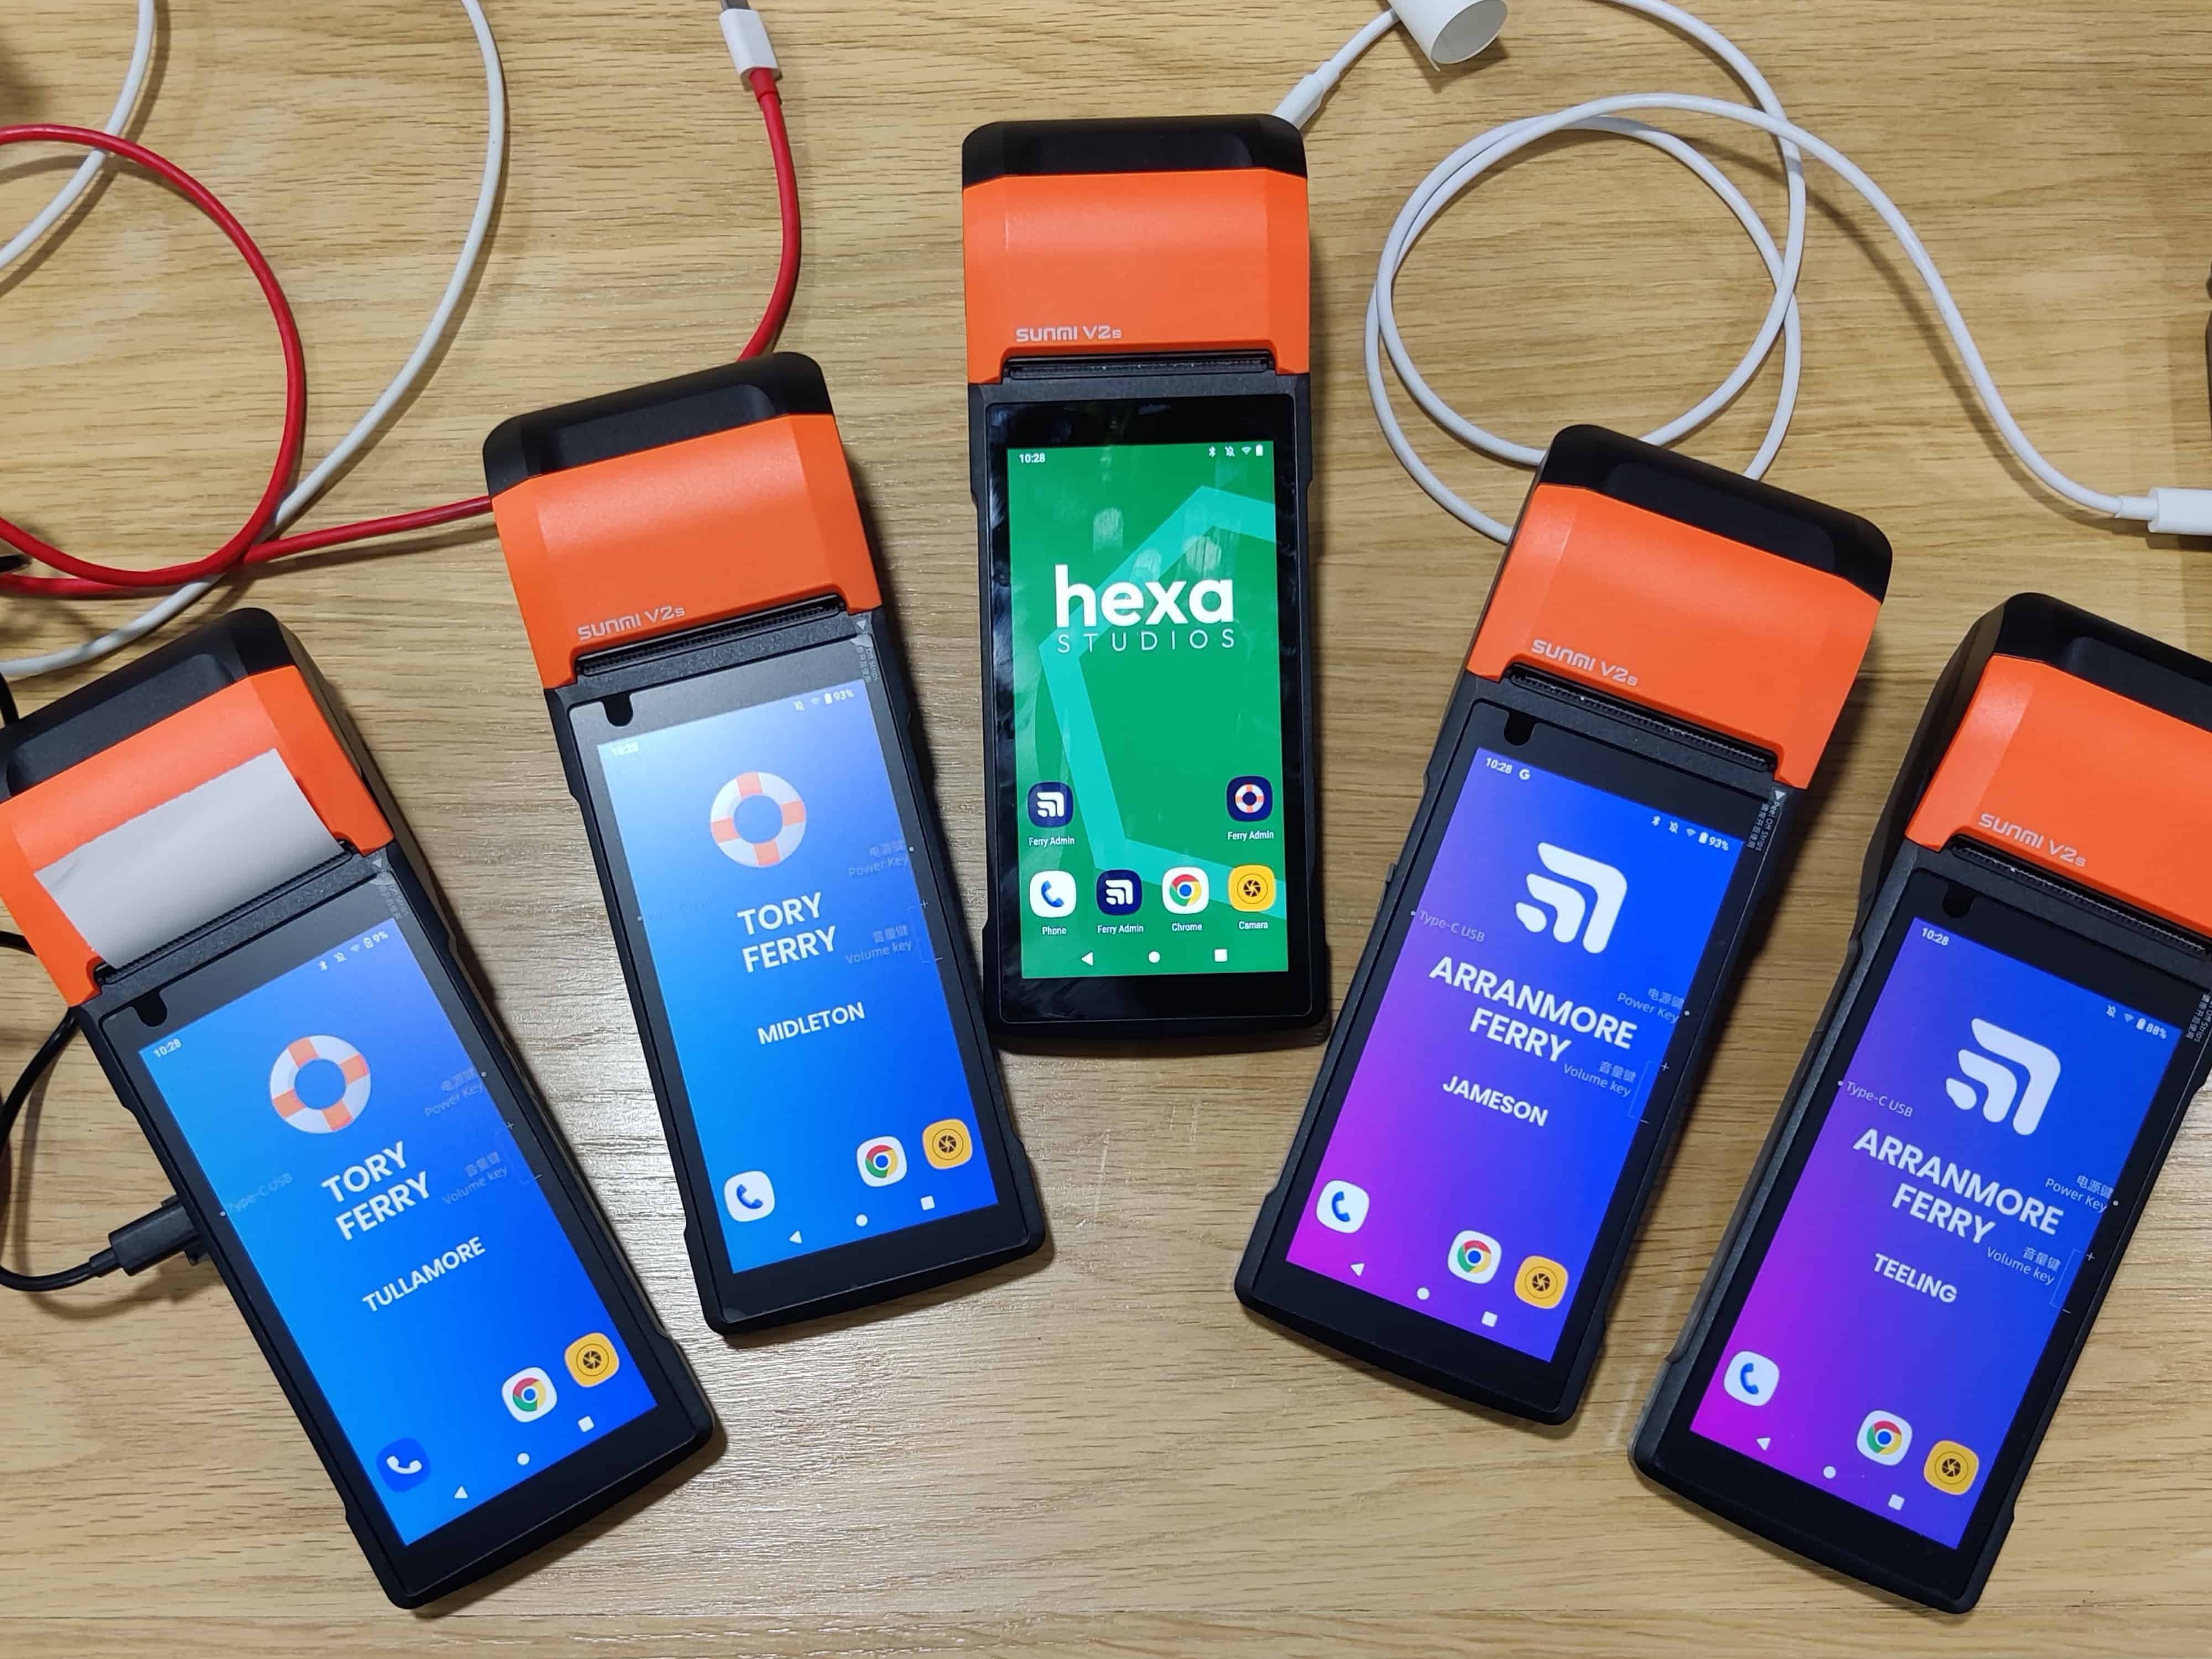 SUNMI V2s
10:28
hexa
STUDIOS
Ferry Admin
Ferry Admin
Phone
Ferry Admin
Chrome
Camera
SUNMI V2s
10:28
93%
TORY
FERRY
MIDLETON
电源键
Power Key
音量键
Volume key
10:28
9%
TORY
FERRY
TULLAMORE
Type-C USB
电源键
Power Key
音量键
Volume key
SUNMI V2s
10:28 G
93%
ARRANMORE
FERRY
JAMESON
Type-C USB
电源键
Power Key
音量键
Volume key
SUNMI V2s
10:28
88%
ARRANMORE
FERRY
TEELING
Type-C USB
电源键
Power Key
音量键
Volume key